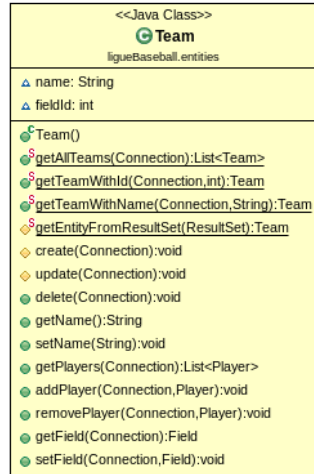 <<Java Class>>
C Team
ligueBaseball.entities
name: String
fieldId: int
C Team()
S getAllTeams(Connection):List<Team>
S getTeamWithId(Connection,int):Team
S getTeamWithName(Connection,String):Team
S getEntityFromResultSet(ResultSet):Team
create(Connection):void
update(Connection):void
delete(Connection):void
getName():String
setName(String):void
getPlayers(Connection):List<Player>
addPlayer(Connection,Player):void
removePlayer(Connection,Player):void
getField(Connection):Field
setField(Connection,Field):void